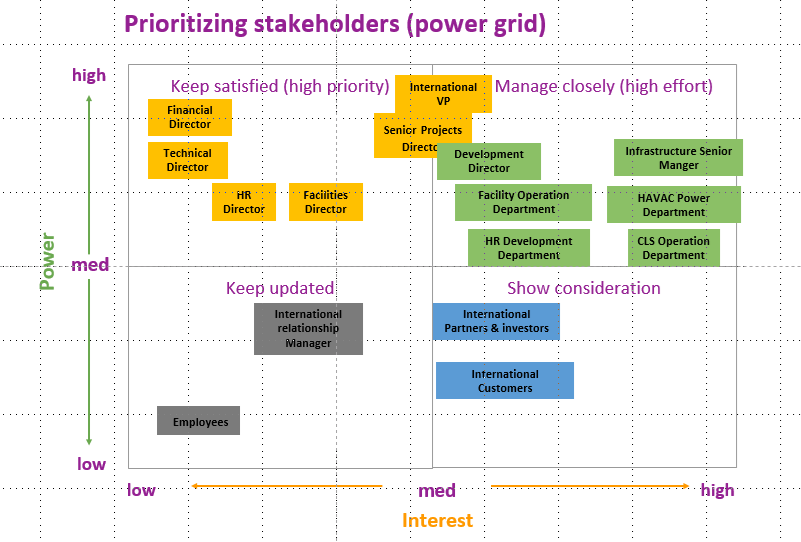 Prioritizing stakeholders (power grid)
high
Keep satisfied (high priority)
Manage closely (high effort)
International
VP
Financial
Director
Senior Projects
Director
Technical
Director
Development
Director
Infrastructure Senior
Manger
HR
Director
Facilities
Director
Facility Operation
Department
HAVAC Power
Department
HR Development
Department
CLS Operation
Department
Power
med
Keep updated
Show consideration
International
relationship
Manager
International
Partners & investors
International
Customers
Employees
low
low
med
high
Interest